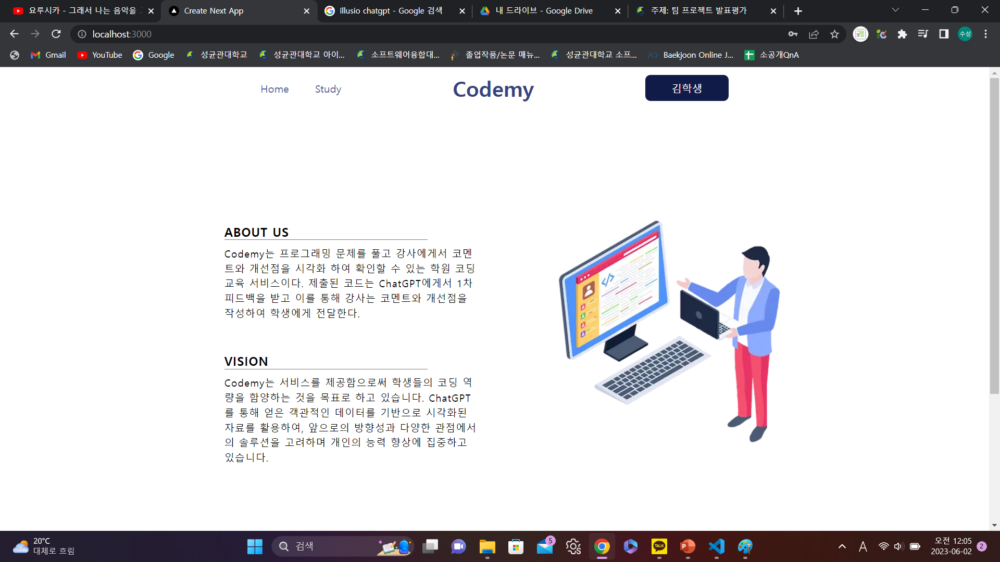 요루시카 - 그래서 나는 음악을
Create Next App
illusio chatgpt - Google 검색
내 드라이브 - Google Drive
주제: 팀 프로젝트 발표평가
localhost:3000
수성
Gmail
YouTube
Google
성균관대학교
성균관대학교 아이...
소프트웨어융합대...
졸업작품/논문 매뉴...
성균관대학교 소프...
Baekjoon Online J...
소공개QnA
Home
Study
Codemy
김학생
ABOUT US
Codemy는 프로그래밍 문제를 풀고 강사에게서 코멘
트와 개선점을 시각화 하여 확인할 수 있는 학원 코딩
교육 서비스이다. 제출된 코드는 ChatGPT에게서 1차
피드백을 받고 이를 통해 강사는 코멘트와 개선점을
작성하여 학생에게 전달한다.
VISION
Codemy는 서비스를 제공함으로써 학생들의 코딩 역
량을 함양하는 것을 목표로 하고 있습니다. ChatGPT
를 통해 얻은 객관적인 데이터를 기반으로 시각화된
자료를 활용하여, 앞으로의 방향성과 다양한 관점에서
의 솔루션을 고려하며 개인의 능력 향상에 집중하고
있습니다.
20°C
대체로 흐림
검색
5
TALK
A
오전 12:05
2023-06-02
2